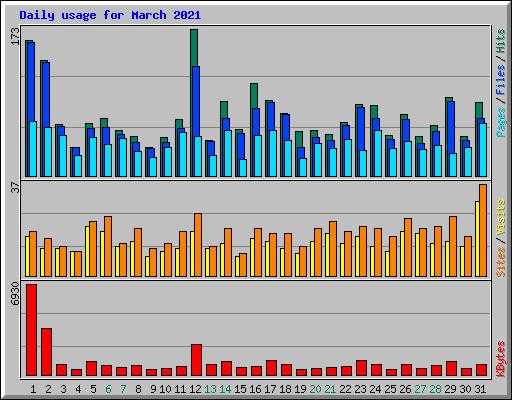 Daily usage for March 2021
173
Pages / Files / Hits
37
Sites / Visits
6930
KBytes
1 2 3 4 5 6 7 8 9 10 11 12 13 14 15 16 17 18 19 20 21 22 23 24 25 26 27 28 29 30 31